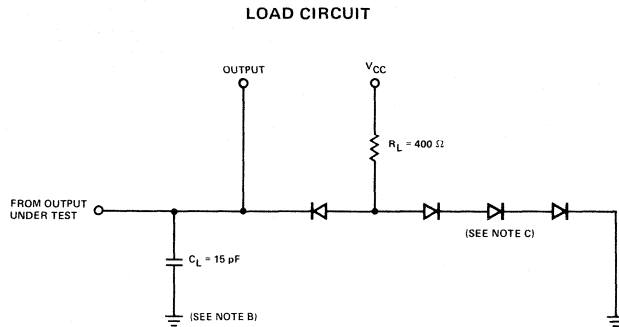 LOAD CIRCUIT
OUTPUT
VCC
RL = 400 Ω
FROM OUTPUT
UNDER TEST
(SEE NOTE C)
CL = 15 pF
(SEE NOTE B)